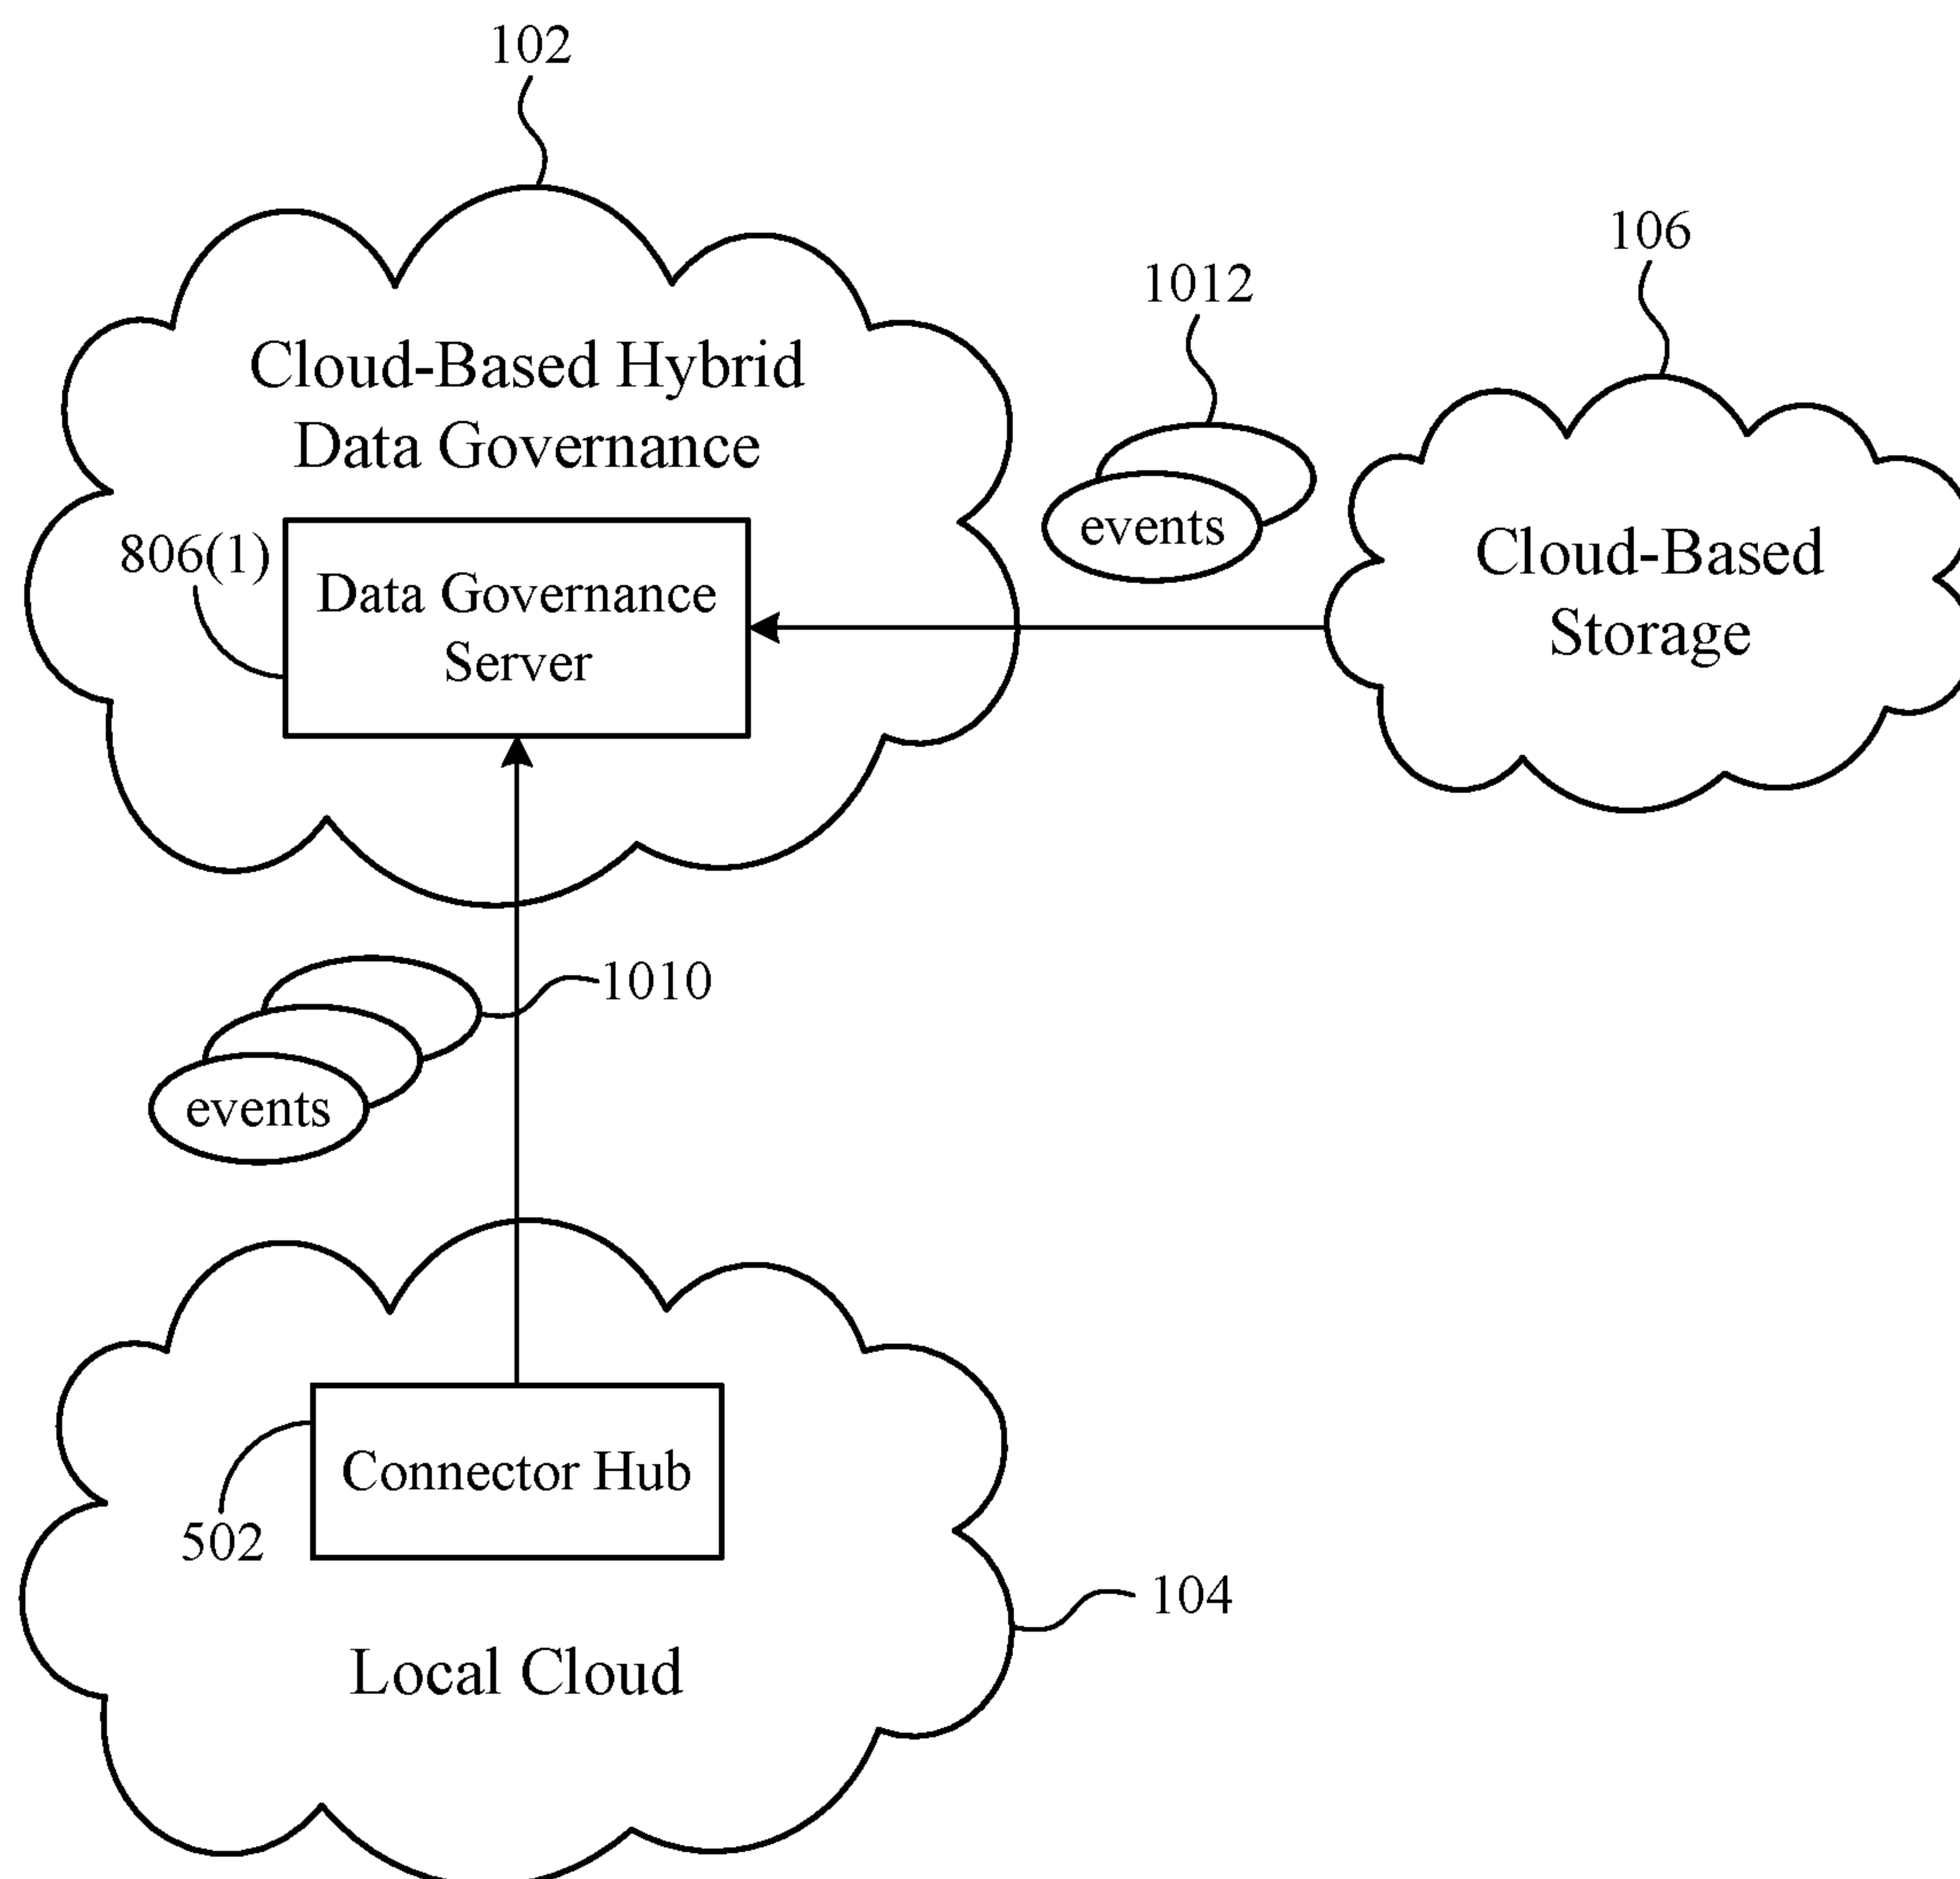 102
106
1012
Cloud-Based Hybrid
Data Governance
events
806(1)
Data Governance
Server
Cloud-Based
Storage
1010
events
Connector Hub
502
104
Local Cloud